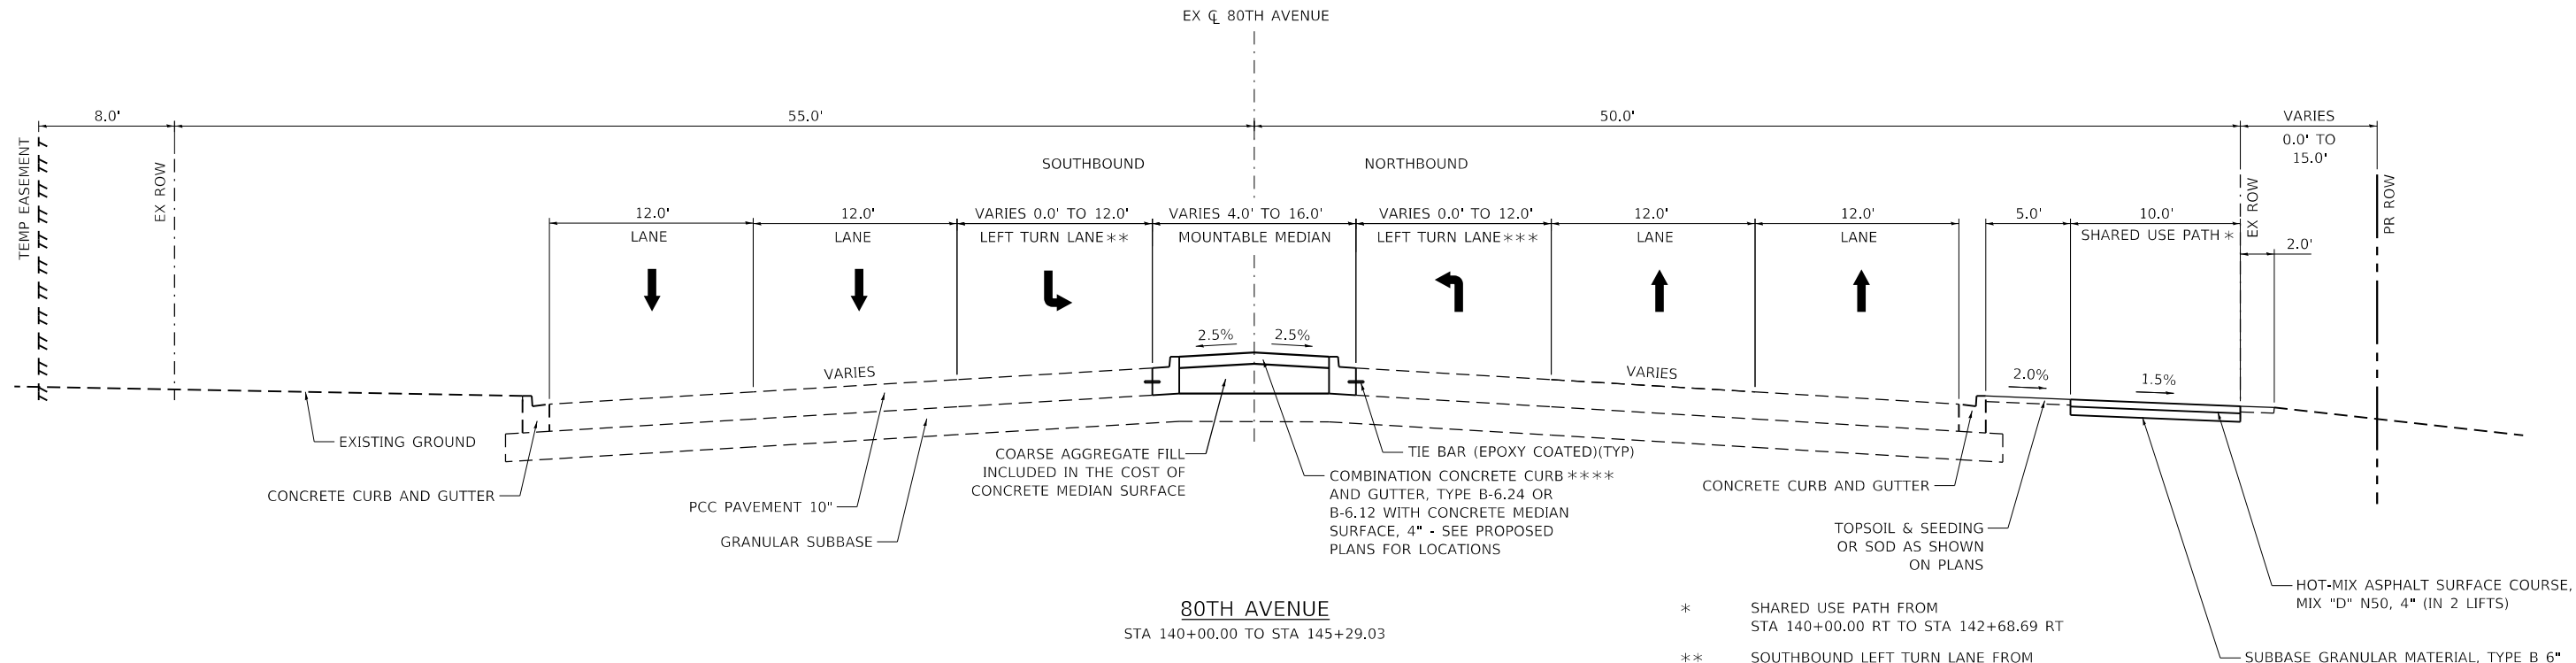 EX ℄ 80TH AVENUE
8.0'
55.0'
50.0'
VARIES
0.0' TO
15.0'
TEMP EASEMENT
EX ROW
SOUTHBOUND
NORTHBOUND
EX ROW
PR ROW
12.0'
LANE
12.0'
LANE
VARIES 0.0' TO 12.0'
LEFT TURN LANE**
VARIES 4.0' TO 16.0'
MOUNTABLE MEDIAN
VARIES 0.0' TO 12.0'
LEFT TURN LANE***
12.0'
LANE
12.0'
LANE
5.0'
10.0'
SHARED USE PATH *
2.0'
2.5%
2.5%
VARIES
VARIES
2.0%
1.5%
EXISTING GROUND
CONCRETE CURB AND GUTTER
PCC PAVEMENT 10"
GRANULAR SUBBASE
COARSE AGGREGATE FILL
INCLUDED IN THE COST OF
CONCRETE MEDIAN SURFACE
TIE BAR (EPOXY COATED)(TYP)
COMBINATION CONCRETE CURB ****
AND GUTTER, TYPE B-6.24 OR
B-6.12 WITH CONCRETE MEDIAN
SURFACE, 4" - SEE PROPOSED
PLANS FOR LOCATIONS
CONCRETE CURB AND GUTTER
TOPSOIL & SEEDING
OR SOD AS SHOWN
ON PLANS
HOT-MIX ASPHALT SURFACE COURSE,
MIX "D" N50, 4" (IN 2 LIFTS)
SUBBASE GRANULAR MATERIAL, TYPE B 6"
80TH AVENUE
STA 140+00.00 TO STA 145+29.03
* SHARED USE PATH FROM
STA 140+00.00 RT TO STA 142+68.69 RT
** SOUTHBOUND LEFT TURN LANE FROM